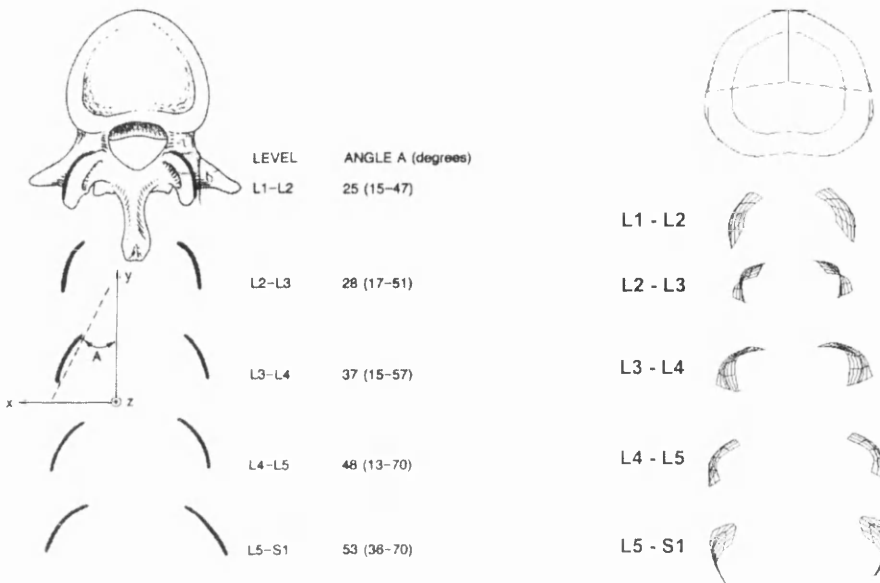 LEVEL ANGLE A (degrees)
L1–L2 25 (15–47)
L2–L3 28 (17–51)
L3–L4 37 (15–57)
L4–L5 48 (13–70)
L5–S1 53 (36–70)
y
A
x
z
L1 - L2
L2 - L3
L3 - L4
L4 - L5
L5 - S1